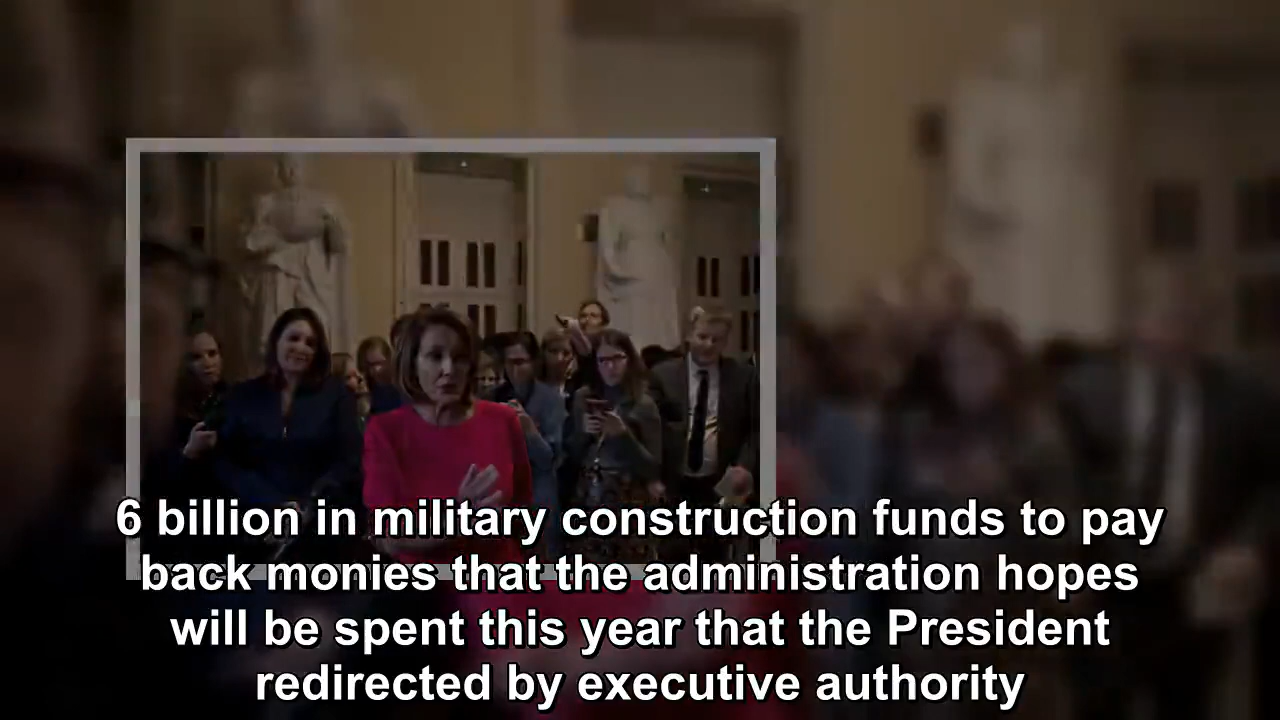 6 billion in military construction funds to pay
back monies that the administration hopes
will be spent this year that the President
redirected by executive authority